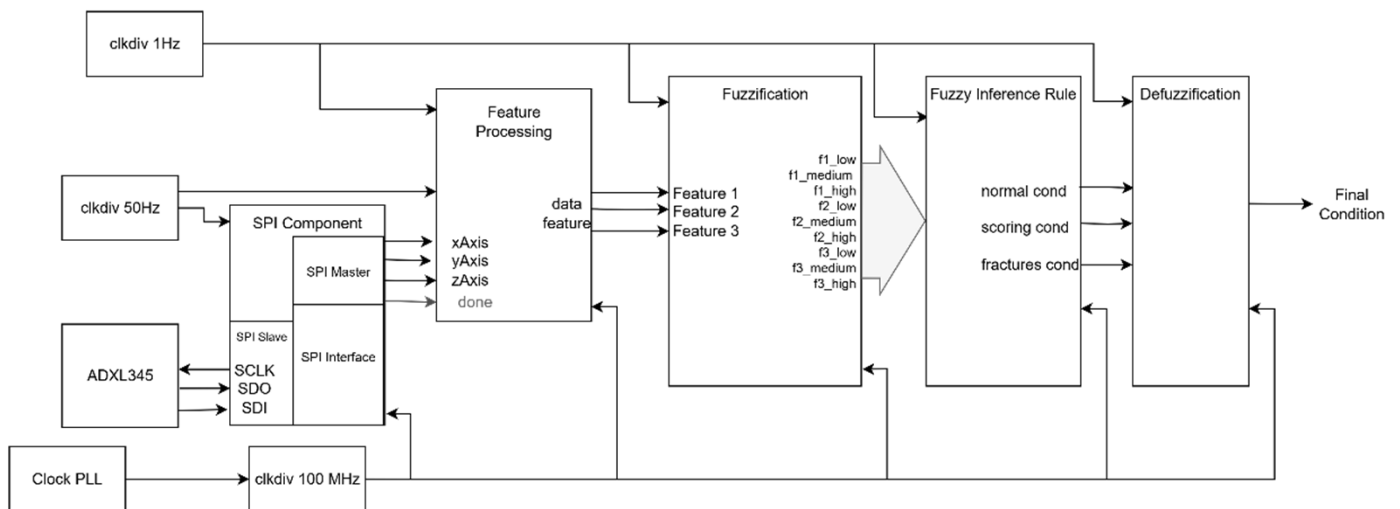 clkdiv 1Hz
Feature
Processing
Fuzzification
Fuzzy Inference Rule
Defuzzification
clkdiv 50Hz
SPI Component
SPI Master
xAxis
yAxis
zAxis
done
data
feature
Feature 1
Feature 2
Feature 3
f1_low
f1_medium
f1_high
f2_low
f2_medium
f2_high
f3_low
f3_medium
f3_high
normal cond
scoring cond
fractures cond
Final
Condition
ADXL345
SPI Slave
SCLK
SDO
SDI
SPI Interface
Clock PLL
clkdiv 100 MHz